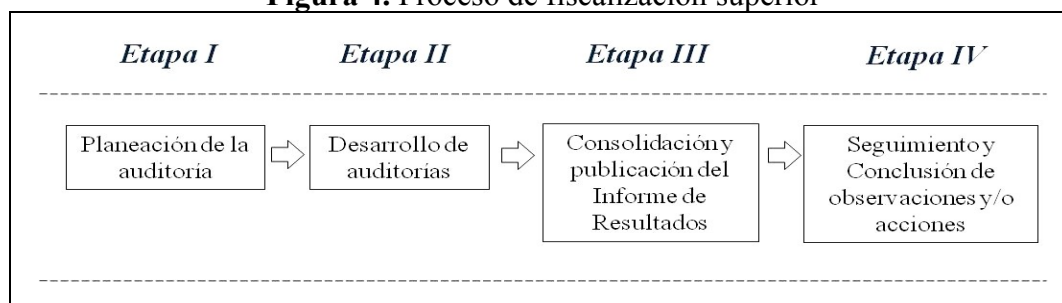 Figura 4. Proceso de fiscalización superior
Etapa I
Etapa II
Etapa III
Etapa IV
Planeación de la
auditoría
Desarrollo de
auditorías
Consolidación y
publicación del
Informe de
Resultados
Seguimiento y
Conclusión de
observaciones y/o
acciones